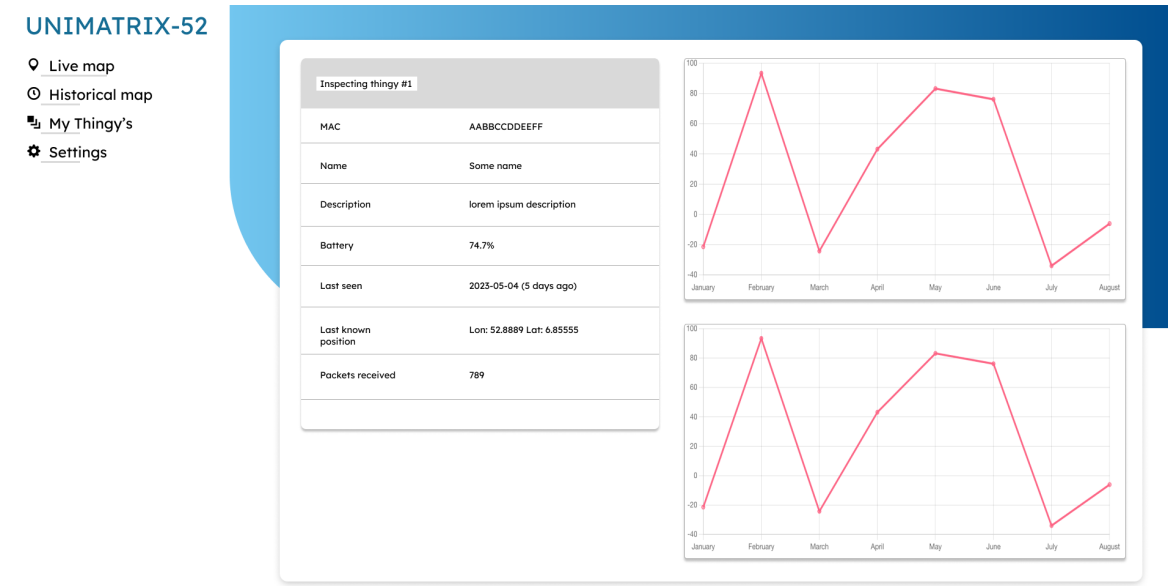 UNIMATRIX-52
Live map
Historical map
My Thingy's
Settings
Inspecting thingy #1
MAC AABBCCDDEEFF
Name Some name
Description lorem ipsum description
Battery 74.7%
Last seen 2023-05-04 (5 days ago)
Last known Lon: 52.8889 Lat: 6.85555
position
Packets received 789
100
80
60
40
20
0
-20
-40
January February March April May June July August
100
80
60
40
20
0
-20
-40
January February March April May June July August